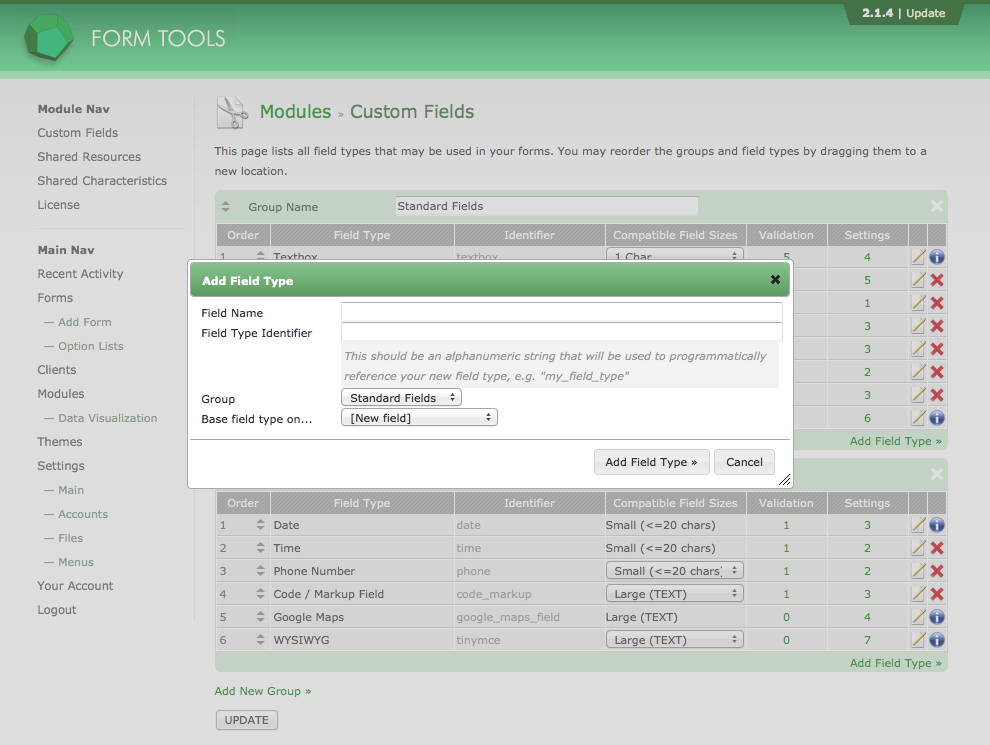 2.1.4 | Update
FORM TOOLS
Module Nav
Custom Fields
Shared Resources
Shared Characteristics
License
Main Nav
Recent Activity
Forms
— Add Form
— Option Lists
Clients
Modules
— Data Visualization
Themes
Settings
— Main
— Accounts
— Files
— Menus
Your Account
Logout
Modules » Custom Fields
This page lists all field types that may be used in your forms. You may reorder the groups and field types by dragging them to a
new location.
Group Name Standard Fields
Order Field Type Identifier Compatible Field Sizes Validation Settings
1 Textbox textbox 1 Char 5 4
5
1
3
3
2
3
6
Add Field Type »
Add Field Type
Field Name
Field Type Identifier
This should be an alphanumeric string that will be used to programmatically
reference your new field type, e.g. "my_field_type"
Group Standard Fields
Base field type on... [New field]
Add Field Type » Cancel
Order Field Type Identifier Compatible Field Sizes Validation Settings
1 Date date Small (<=20 chars) 1 3
2 Time time Small (<=20 chars) 1 2
3 Phone Number phone Small (<=20 chars) 1 2
4 Code / Markup Field code_markup Large (TEXT) 1 3
5 Google Maps google_maps_field Large (TEXT) 0 4
6 WYSIWYG tinymce Large (TEXT) 0 7
Add Field Type »
Add New Group »
UPDATE